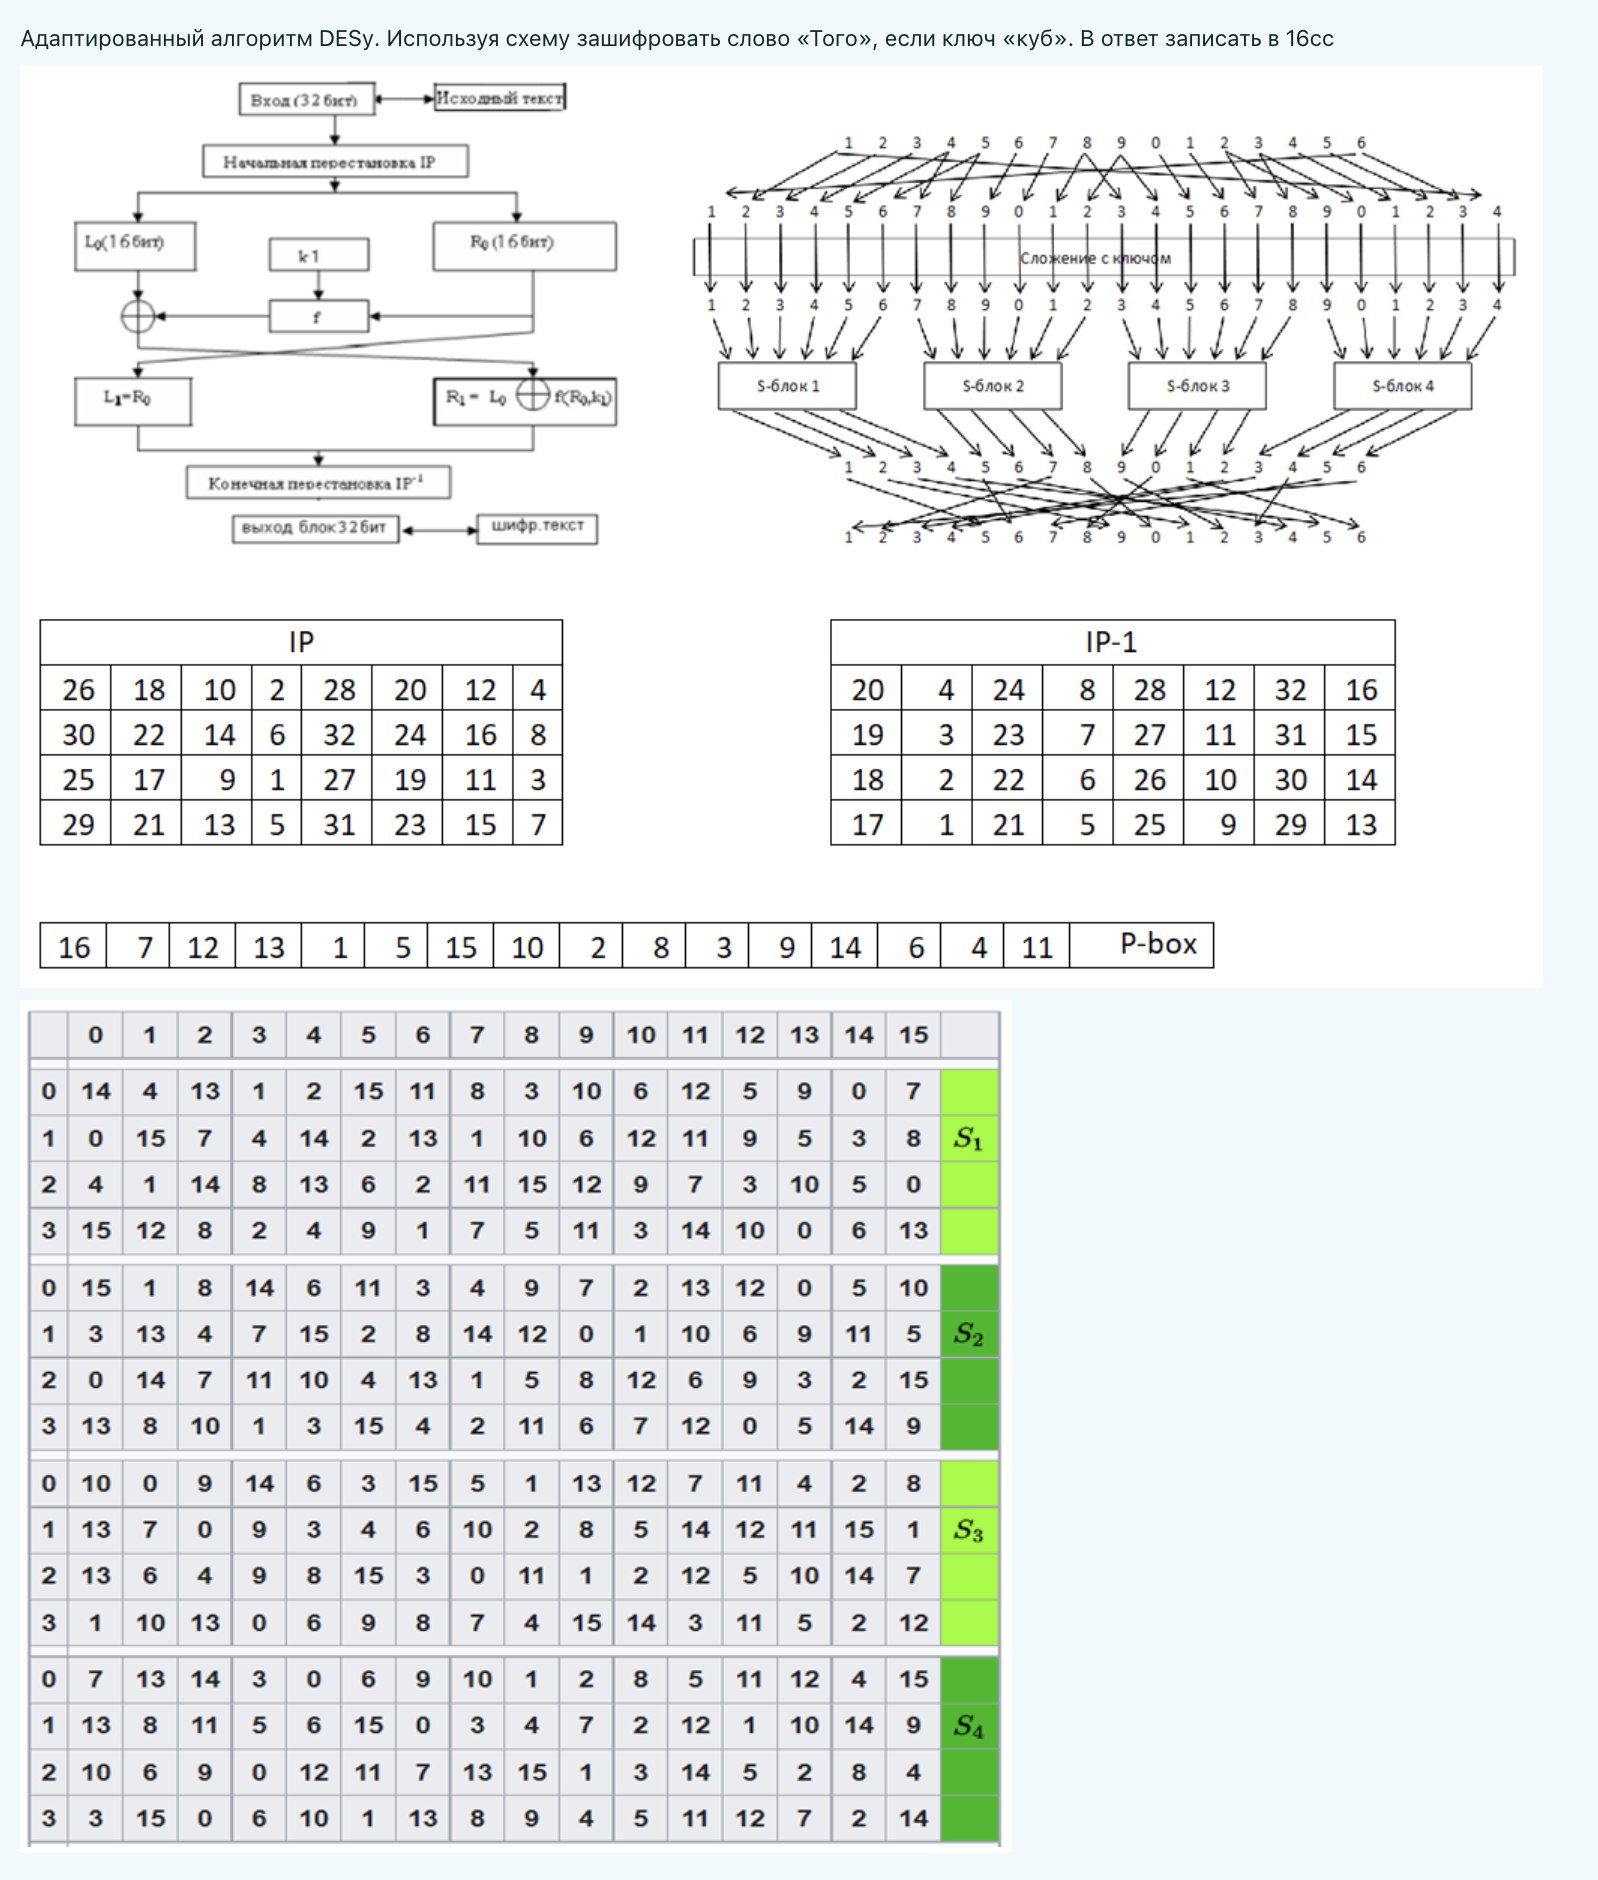 Адаптированный алгоритм DESу. Используя схему зашифровать слово «Того», если ключ «куб». В ответ записать в 16сс
Вход (32 бит) Исходный текст
Начальная перестановка IP
L0(16 бит) k1 R0 (16 бит)
f
L1=R0 R1 = L0 f(R0,k1)
Конечная перестановка IP-1
выход блок 32 бит шифр.текст
1 2 3 4 5 6 7 8 9 0 1 2 3 4 5 6
1 2 3 4 5 6 7 8 9 0 1 2 3 4 5 6 7 8 9 0 1 2 3 4
Сложение с ключом
1 2 3 4 5 6 7 8 9 0 1 2 3 4 5 6 7 8 9 0 1 2 3 4
S-блок 1 S-блок 2 S-блок 3 S-блок 4
1 2 3 4 5 6 7 8 9 0 1 2 3 4 5 6
1 2 3 4 5 6 7 8 9 0 1 2 3 4 5 6
IP
26 18 10 2 28 20 12 4
30 22 14 6 32 24 16 8
25 17 9 1 27 19 11 3
29 21 13 5 31 23 15 7
IP-1
20 4 24 8 28 12 32 16
19 3 23 7 27 11 31 15
18 2 22 6 26 10 30 14
17 1 21 5 25 9 29 13
16 7 12 13 1 5 15 10 2 8 3 9 14 6 4 11 P-box
0 1 2 3 4 5 6 7 8 9 10 11 12 13 14 15
0 14 4 13 1 2 15 11 8 3 10 6 12 5 9 0 7
1 0 15 7 4 14 2 13 1 10 6 12 11 9 5 3 8 S1
2 4 1 14 8 13 6 2 11 15 12 9 7 3 10 5 0
3 15 12 8 2 4 9 1 7 5 11 3 14 10 0 6 13
0 15 1 8 14 6 11 3 4 9 7 2 13 12 0 5 10
1 3 13 4 7 15 2 8 14 12 0 1 10 6 9 11 5 S2
2 0 14 7 11 10 4 13 1 5 8 12 6 9 3 2 15
3 13 8 10 1 3 15 4 2 11 6 7 12 0 5 14 9
0 10 0 9 14 6 3 15 5 1 13 12 7 11 4 2 8
1 13 7 0 9 3 4 6 10 2 8 5 14 12 11 15 1 S3
2 13 6 4 9 8 15 3 0 11 1 2 12 5 10 14 7
3 1 10 13 0 6 9 8 7 4 15 14 3 11 5 2 12
0 7 13 14 3 0 6 9 10 1 2 8 5 11 12 4 15
1 13 8 11 5 6 15 0 3 4 7 2 12 1 10 14 9 S4
2 10 6 9 0 12 11 7 13 15 1 3 14 5 2 8 4
3 3 15 0 6 10 1 13 8 9 4 5 11 12 7 2 14